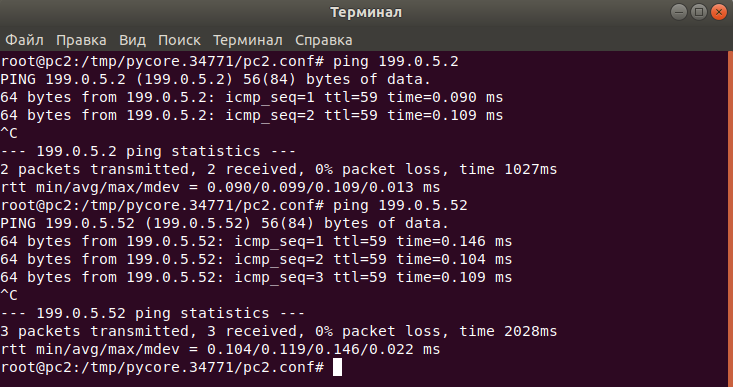 Терминал
Файл Правка Вид Поиск Терминал Справка
root@pc2:/tmp/pycore.34771/pc2.conf# ping 199.0.5.2
PING 199.0.5.2 (199.0.5.2) 56(84) bytes of data.
64 bytes from 199.0.5.2: icmp_seq=1 ttl=59 time=0.090 ms
64 bytes from 199.0.5.2: icmp_seq=2 ttl=59 time=0.109 ms
^C
--- 199.0.5.2 ping statistics ---
2 packets transmitted, 2 received, 0% packet loss, time 1027ms
rtt min/avg/max/mdev = 0.090/0.099/0.109/0.013 ms
root@pc2:/tmp/pycore.34771/pc2.conf# ping 199.0.5.52
PING 199.0.5.52 (199.0.5.52) 56(84) bytes of data.
64 bytes from 199.0.5.52: icmp_seq=1 ttl=59 time=0.146 ms
64 bytes from 199.0.5.52: icmp_seq=2 ttl=59 time=0.104 ms
64 bytes from 199.0.5.52: icmp_seq=3 ttl=59 time=0.109 ms
^C
--- 199.0.5.52 ping statistics ---
3 packets transmitted, 3 received, 0% packet loss, time 2028ms
rtt min/avg/max/mdev = 0.104/0.119/0.146/0.022 ms
root@pc2:/tmp/pycore.34771/pc2.conf#